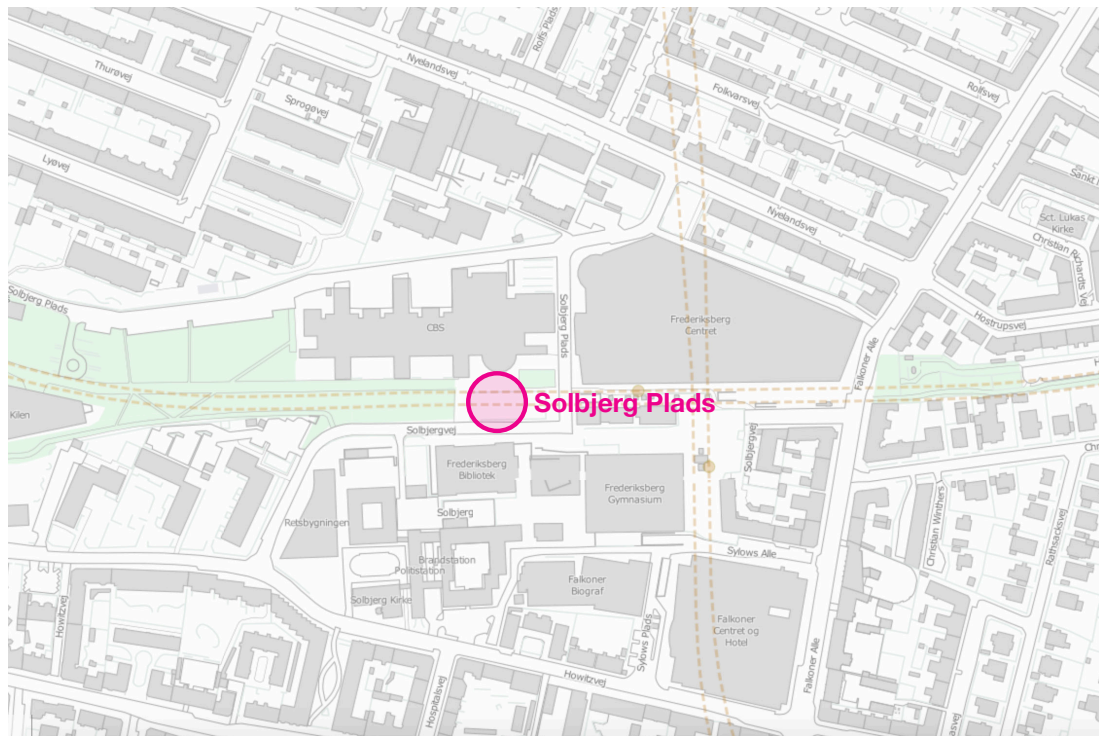 Rolfs Plads
Nyelandsvej
Thurøvej
Sprogøvej
Folkvarsvej
Rolfsvej
Lyøvej
Sankt
Nyelandsvej
Sct. Lukas
Kirke
Christian Richardts Vej
Solbjerg Plads
Solbjerg Plads
CBS
Frederiksberg
Centret
Hostrupsvej
Falkoner Alle
H
Kilen
Solbjerg Plads
Solbjergvej
Solbjergvej
Chr
Frederiksberg
Bibliotek
Frederiksberg
Gymnasium
Christian Winthers
Rathsacksvej
Retsbygningen
Solbjerg
Brandstation
Politistation
Sylows Alle
Falkoner
Biograf
Solbjerg Kirke
Howitzvej
Falkoner
Centret og
Hotel
Sylows Plads
Falkoner Alle
Howitzvej
Hospitalsvej
asvej